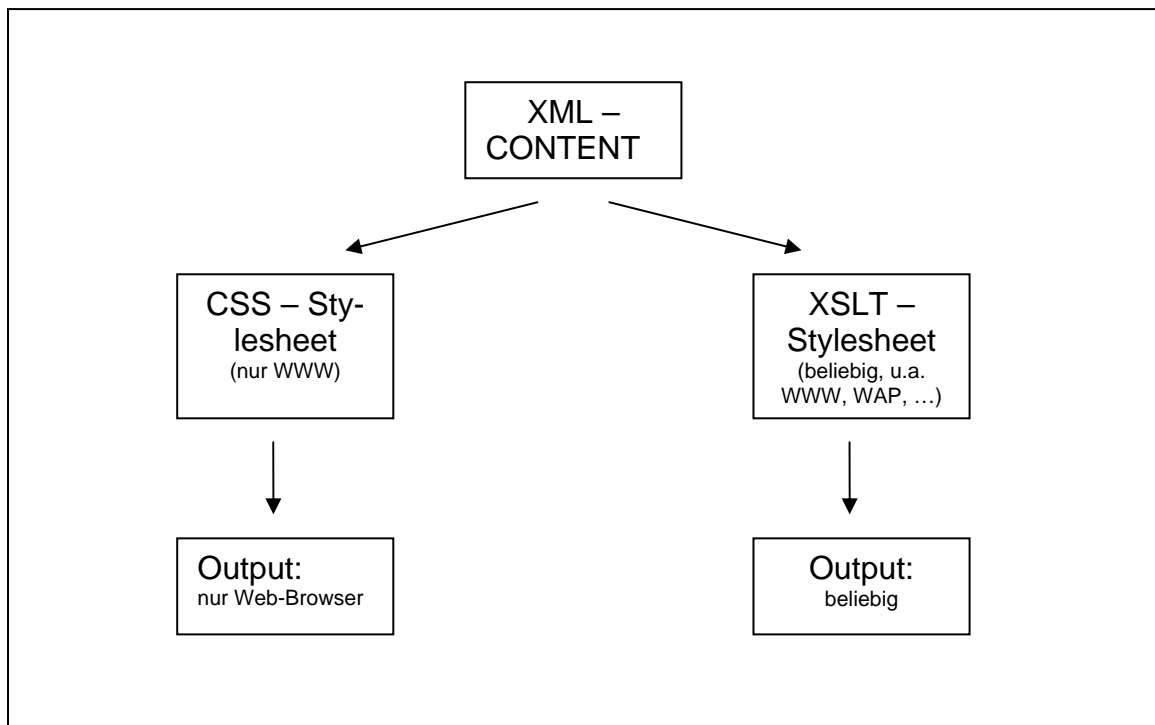 XML –
CONTENT
CSS – Sty-
lesheet
(nur WWW)
XSLT –
Stylesheet
(beliebig, u.a.
WWW, WAP, …)
Output:
nur Web-Browser
Output:
beliebig